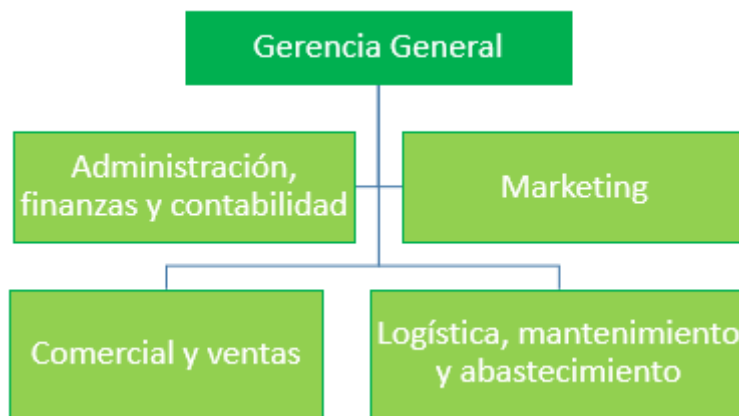 Gerencia General
Administración,
finanzas y contabilidad
Marketing
Comercial y ventas
Logística, mantenimiento
y abastecimiento